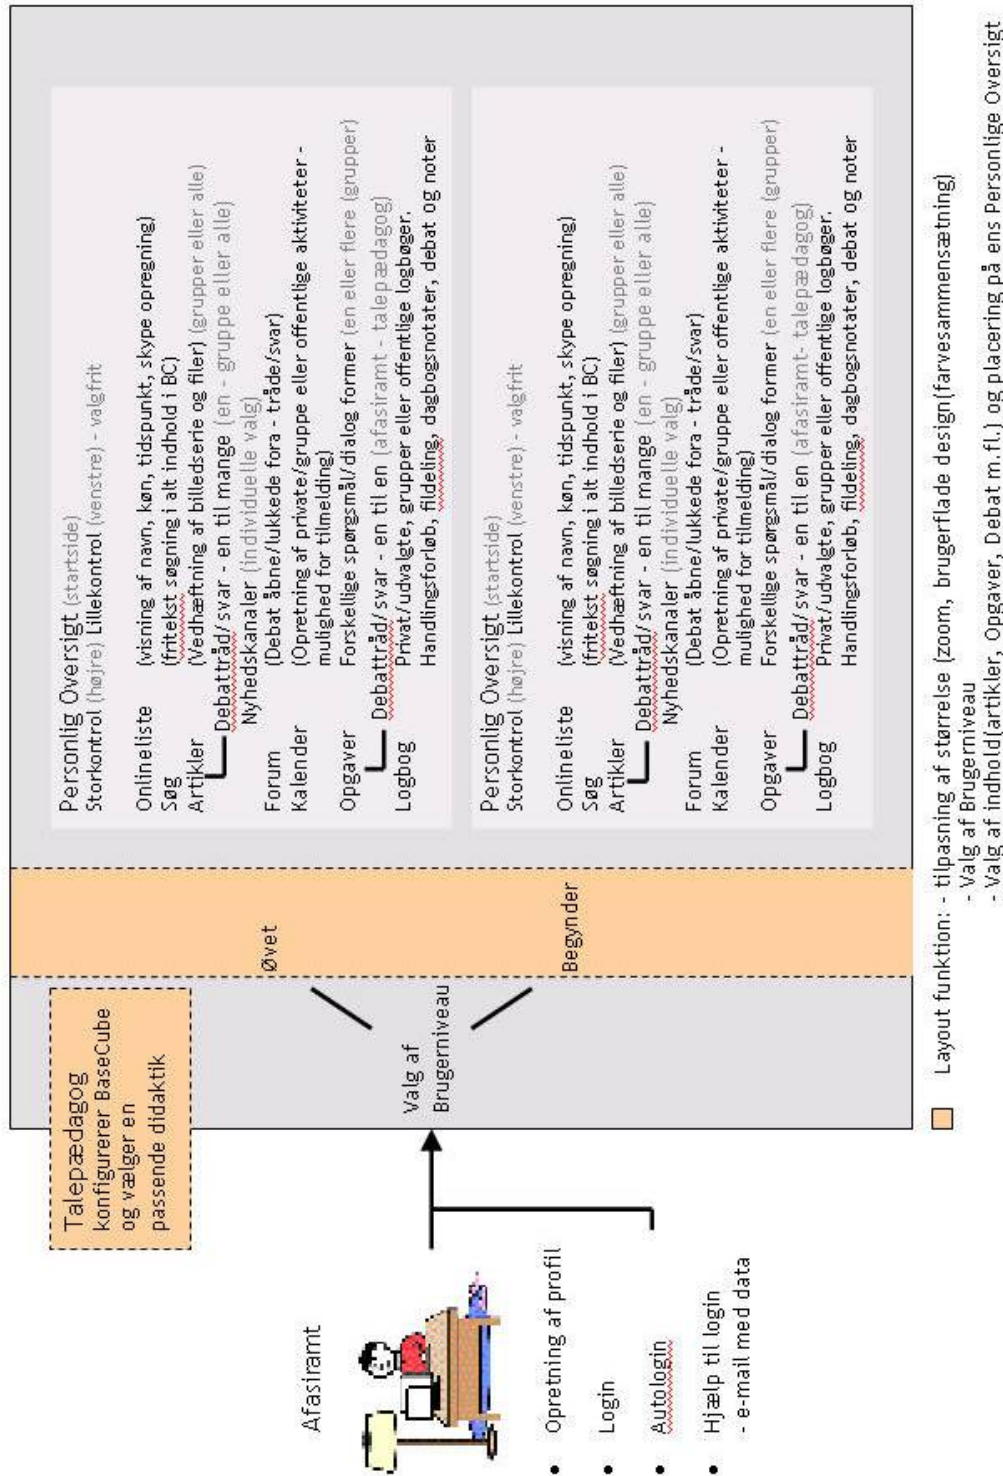 Afasiramt
• Opretning af profil
• Login
• Autologin
• Hjælp til login
- e-mail med data
Talepædagog
konfigurerer BaseCube
og vælger en
passende didaktik
Valg af
Brugerniveau
Øvet
Begynder
Personlig Oversigt (startside)
Storkontrol (højre) Lillekontrol (venstre) - valgfrit
Onlineliste (visning af navn, køn, tidspunkt, skype opregning)
Søg (fritekst søgning i alt indhold i BC)
Artikler (Vedhæftning af billedserie og filer) (grupper eller alle)
Debattråd/svar - en til mange (en - gruppe eller alle)
Nyhedskanaler (individuelle valg)
Forum (Debat åbne/lukkede fora - tråde/svar)
Kalender (Opretning af private/gruppe eller offentlige aktiviteter -
mulighed for tilmelding)
Opgaver Forskellige spørgsmål/dialog former (en eller flere (grupper)
Debattråd/svar - en til en (afasiramt - talepædagog)
Logbog Privat/udvalgte, grupper eller offentlige logbøger.
Handlingsforløb, fildeling, dagbogsnotater, debat og noter
Personlig Oversigt (startside)
Storkontrol (højre) Lillekontrol (venstre) - valgfrit
Onlineliste (visning af navn, køn, tidspunkt, skype opregning)
Søg (fritekst søgning i alt indhold i BC)
Artikler (Vedhæftning af billedserie og filer) (grupper eller alle)
Debattråd/svar - en til mange (en - gruppe eller alle)
Nyhedskanaler (individuelle valg)
Forum (Debat åbne/lukkede fora - tråde/svar)
Kalender (Opretning af private/gruppe eller offentlige aktiviteter -
mulighed for tilmelding)
Opgaver Forskellige spørgsmål/dialog former (en eller flere (grupper)
Debattråd/svar - en til en (afasiramt- talepædagog)
Logbog Privat/udvalgte, grupper eller offentlige logbøger.
Handlingsforløb, fildeling, dagbogsnotater, debat og noter
Layout funktion: - tilpasning af størrelse (zoom, brugerflade design(farvesammensætning)
- Valg af Brugerniveau
- Valg af indhold(artikler, Opgaver, Debat m.fl.) og placering på ens Personlige Oversigt